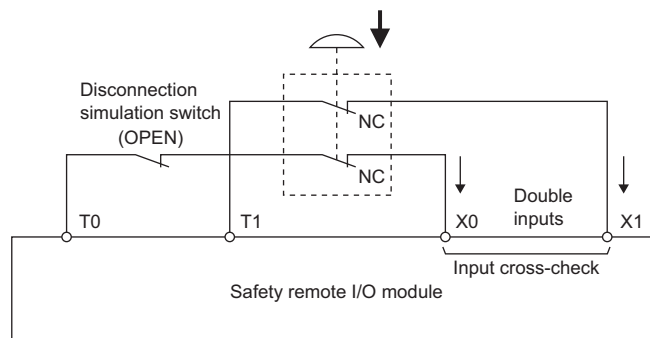 Disconnection
simulation switch
(OPEN)
NC
NC
T0
T1
X0
Double
inputs
X1
Input cross-check
Safety remote I/O module